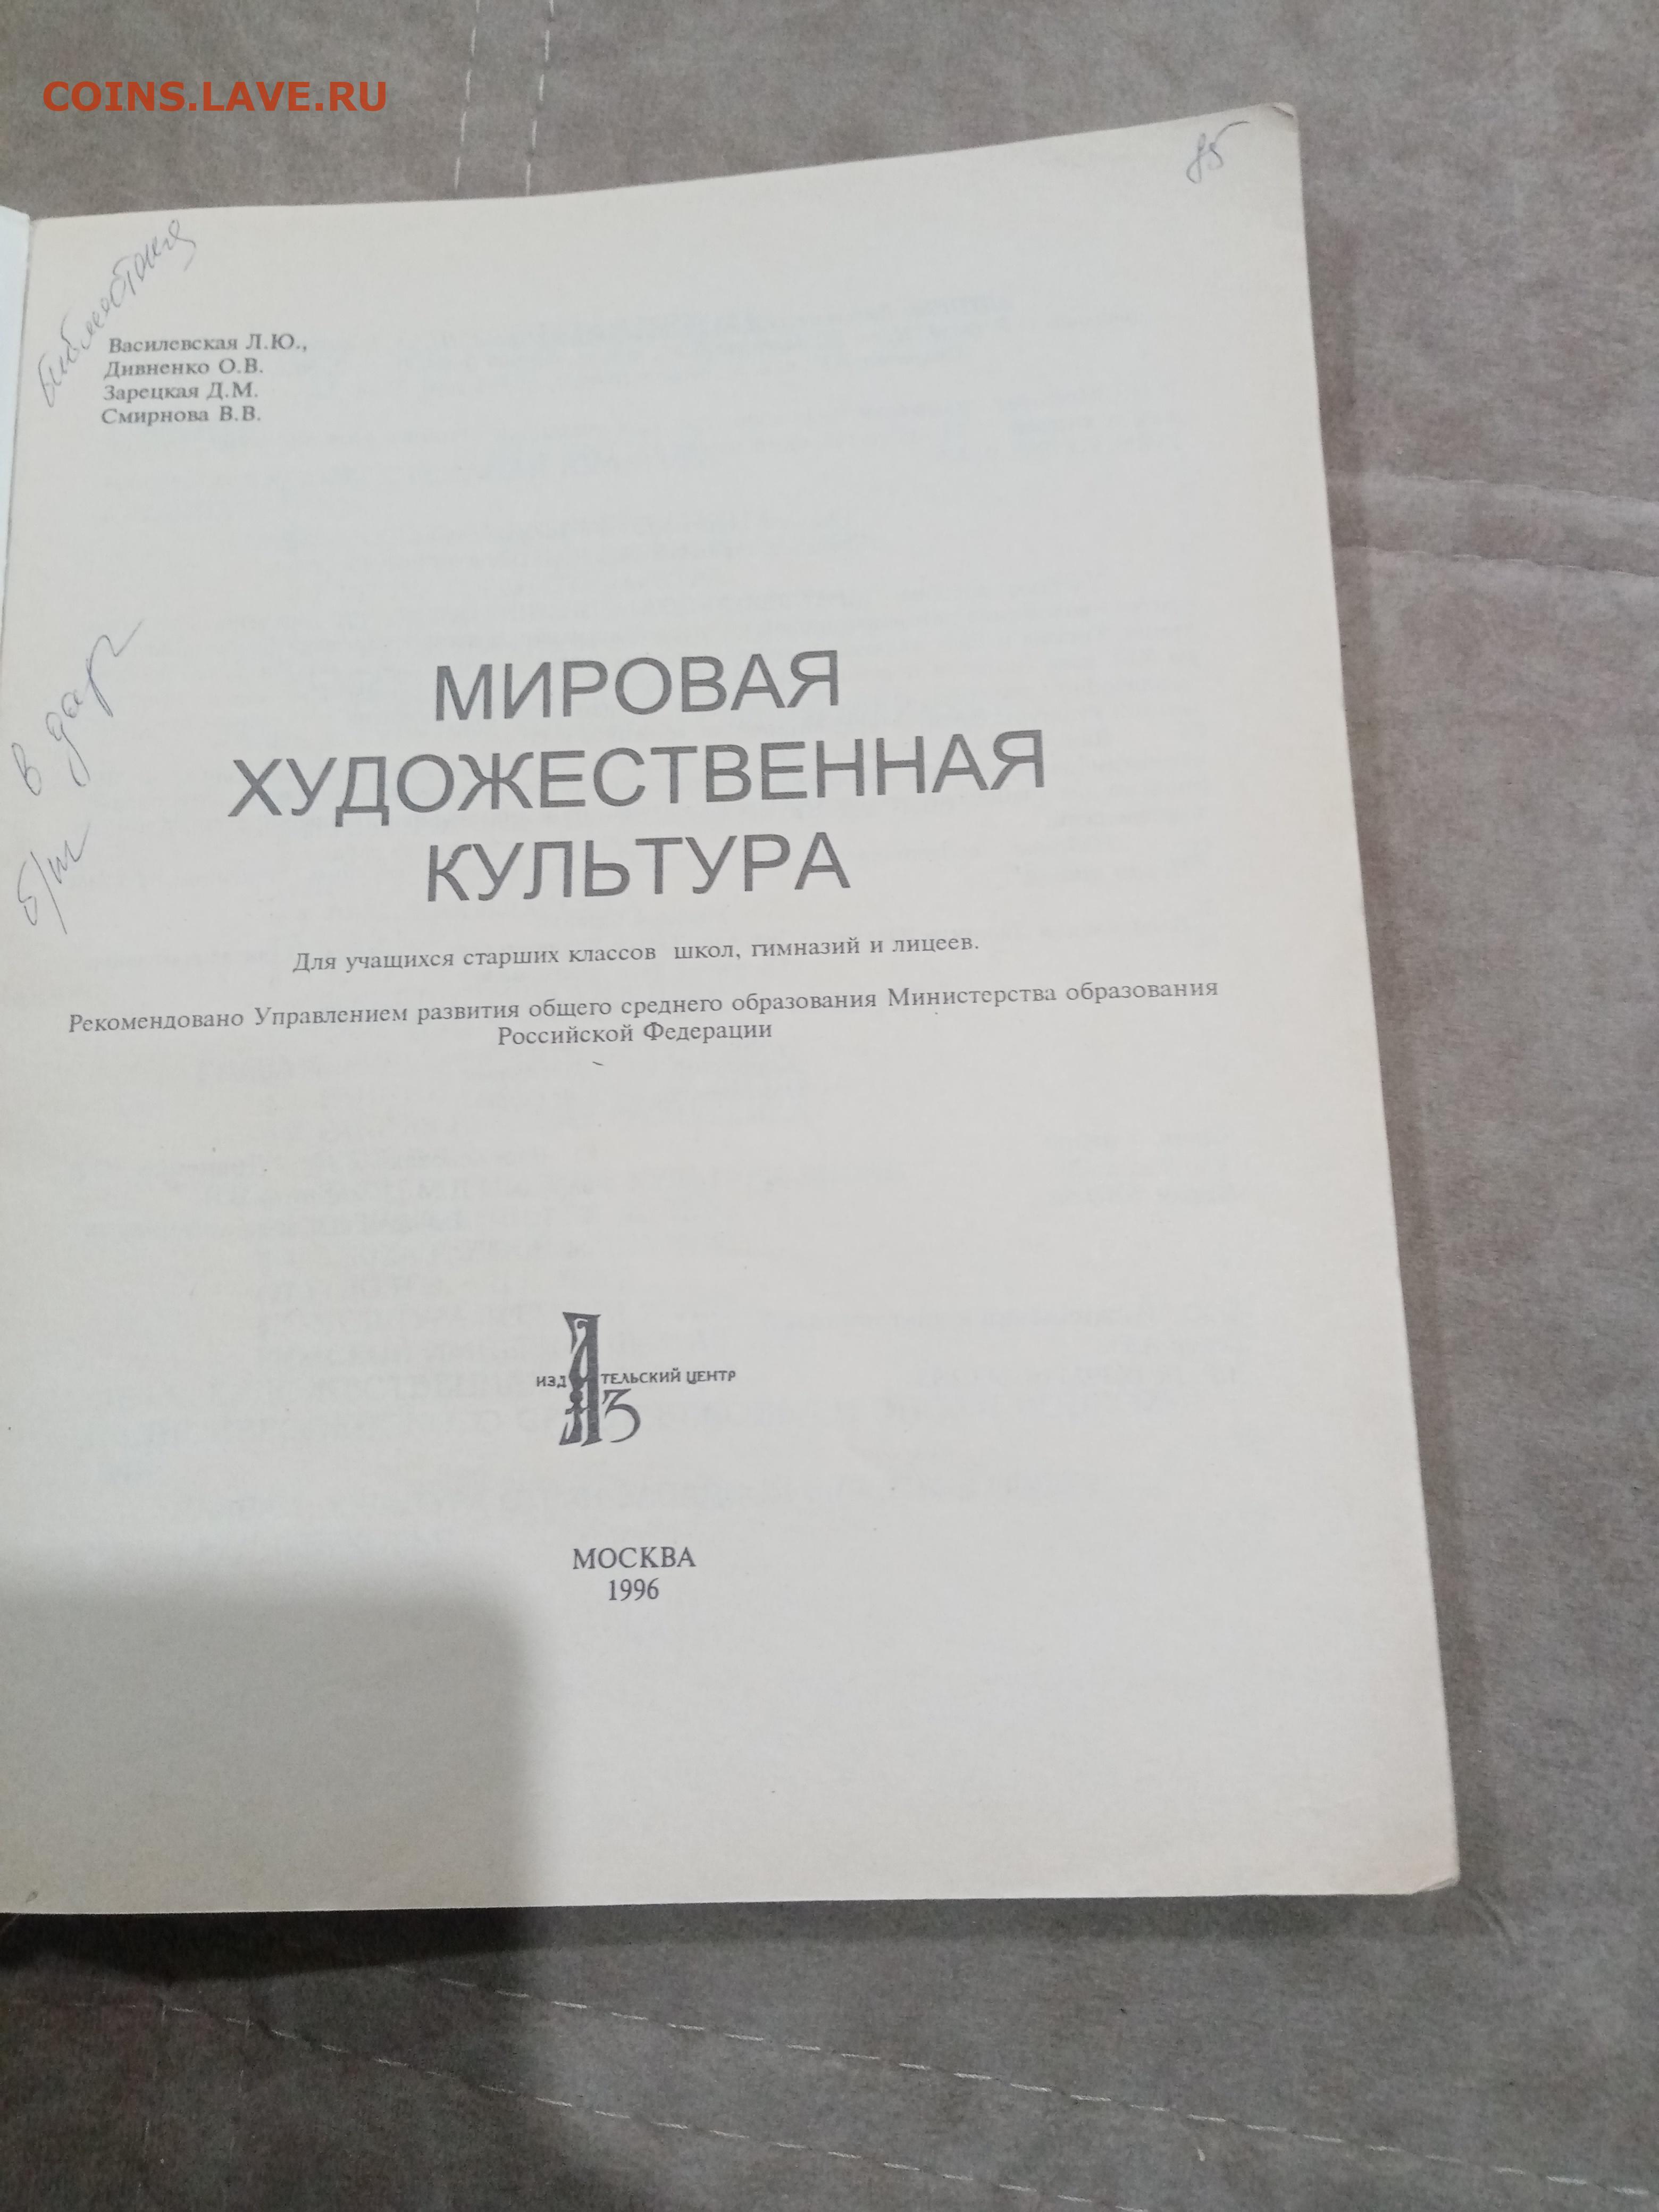 COINS.LAVE.RU
85
Василевская Л.Ю.,
Дивненко О.В.
Зарецкая Д.М.
Смирнова В.В.
в дар
МИРОВАЯ
ХУДОЖЕСТВЕННАЯ
КУЛЬТУРА
Для учащихся старших классов школ, гимназий и лицеев.
Рекомендовано Управлением развития общего среднего образования Министерства образования
Российской Федерации
ИЗДАТЕЛЬСКИЙ ЦЕНТР
АЗ
МОСКВА
1996